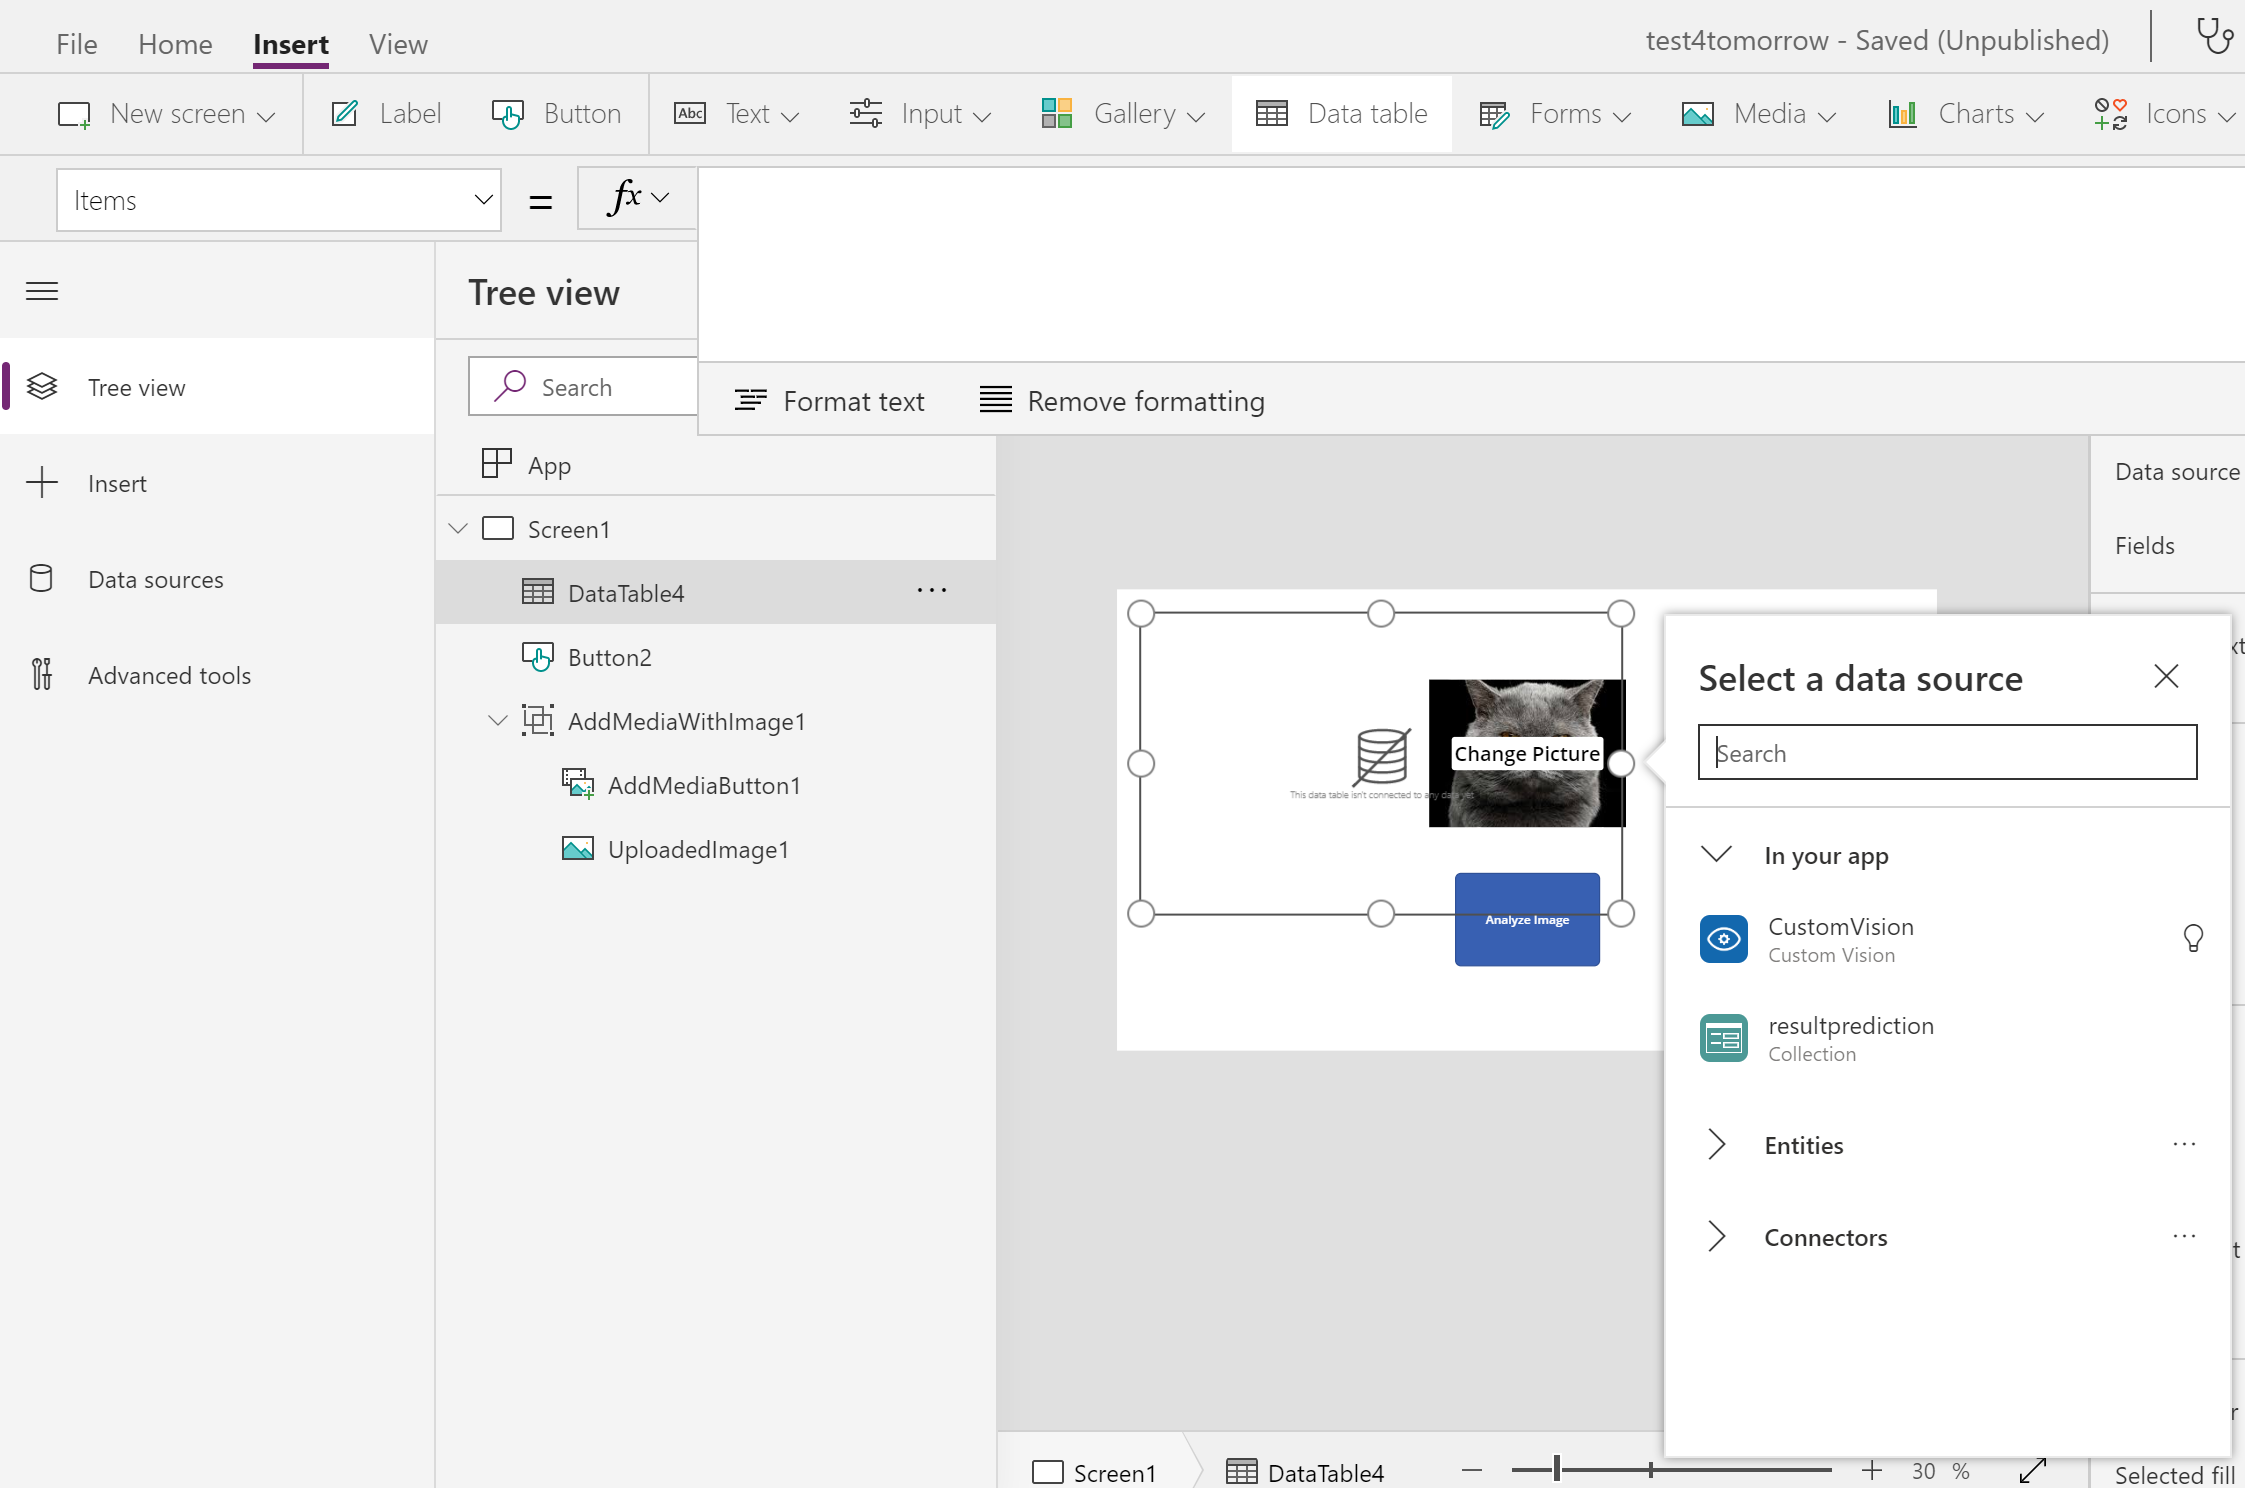 File Home Insert View
test4tomorrow - Saved (Unpublished)
New screen Label Button Abc Text Input Gallery Data table Forms Media Charts Icons
Items = fx
Tree view
Tree view
Insert
Data sources
Advanced tools
Search
Format text Remove formatting
App
Screen1
DataTable4 ...
Button2
AddMediaWithImage1
AddMediaButton1
UploadedImage1
This data table isn't connected to any data yet
Change Picture
Analyze Image
Data source
Fields
Select a data source
Search
In your app
CustomVision
Custom Vision
resultprediction
Collection
Entities ...
Connectors ...
Screen1 DataTable4 30 %
Selected fill